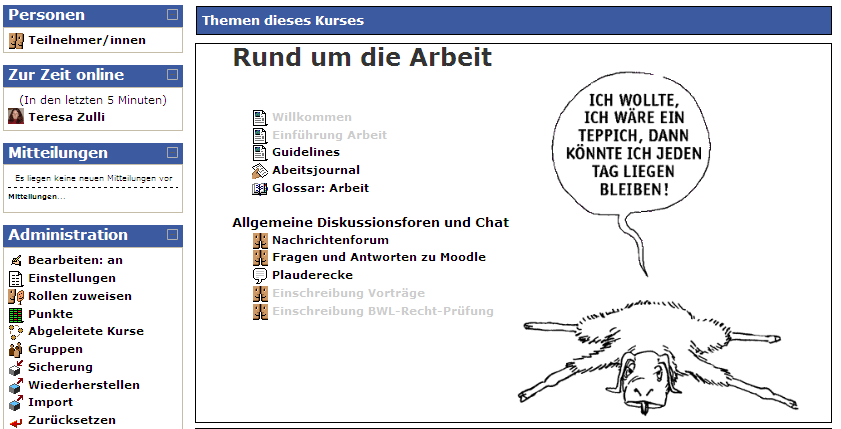 Personen
Teilnehmer/innen
Zur Zeit online
(In den letzten 5 Minuten)
Teresa Zulli
Mitteilungen
Es liegen keine neuen Mitteilungen vor
Mitteilungen...
Administration
Bearbeiten: an
Einstellungen
Rollen zuweisen
Punkte
Abgeleitete Kurse
Gruppen
Sicherung
Wiederherstellen
Import
Zurücksetzen
Themen dieses Kurses
Rund um die Arbeit
Willkommen
Einführung Arbeit
Guidelines
Abeitsjournal
Glossar: Arbeit
Allgemeine Diskussionsforen und Chat
Nachrichtenforum
Fragen und Antworten zu Moodle
Plauderecke
Einschreibung Vorträge
Einschreibung BWL-Recht-Prüfung
ICH WOLLTE,
ICH WÄRE EIN
TEPPICH, DANN
KÖNNTE ICH JEDEN
TAG LIEGEN
BLEIBEN!